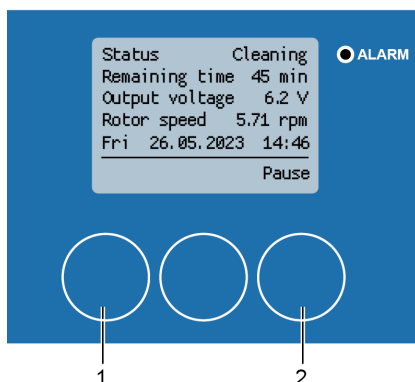 Status Cleaning
ALARM
Remaining time 45 min
Output voltage 6.2 V
Rotor speed 5.71 rpm
Fri 26.05.2023 14:46
Pause
1 2